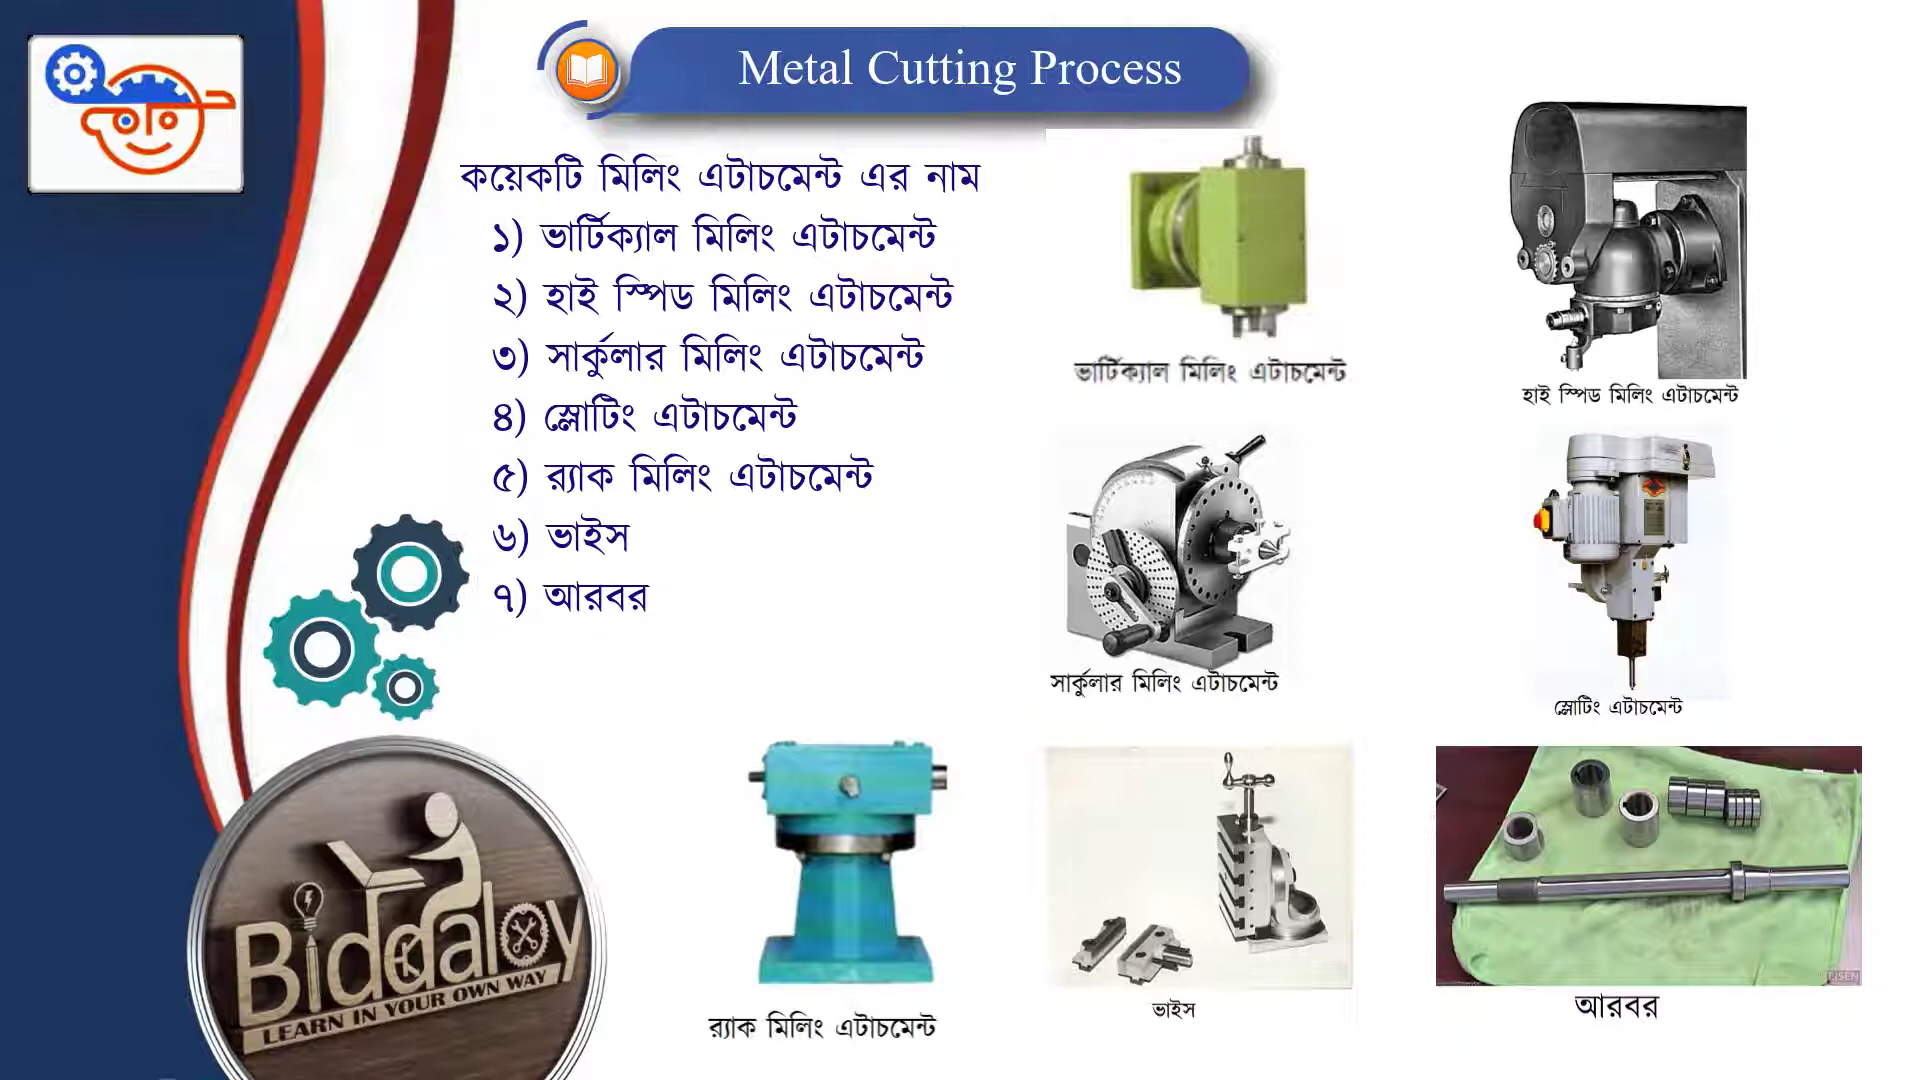 Metal Cutting Process
কয়েকটি মিলিং এটাচমেন্ট এর নাম
১) ভার্টিক্যাল মিলিং এটাচমেন্ট
২) হাই স্পিড মিলিং এটাচমেন্ট
৩) সার্কুলার মিলিং এটাচমেন্ট
৪) স্লোটিং এটাচমেন্ট
৫) র‍্যাক মিলিং এটাচমেন্ট
৬) ভাইস
৭) আরবর
ভার্টিক্যাল মিলিং এটাচমেন্ট
হাই স্পিড মিলিং এটাচমেন্ট
সার্কুলার মিলিং এটাচমেন্ট
স্লোটিং এটাচমেন্ট
র‍্যাক মিলিং এটাচমেন্ট
ভাইস
আরবর
EISEN
Biddaloy
LEARN IN YOUR OWN WAY